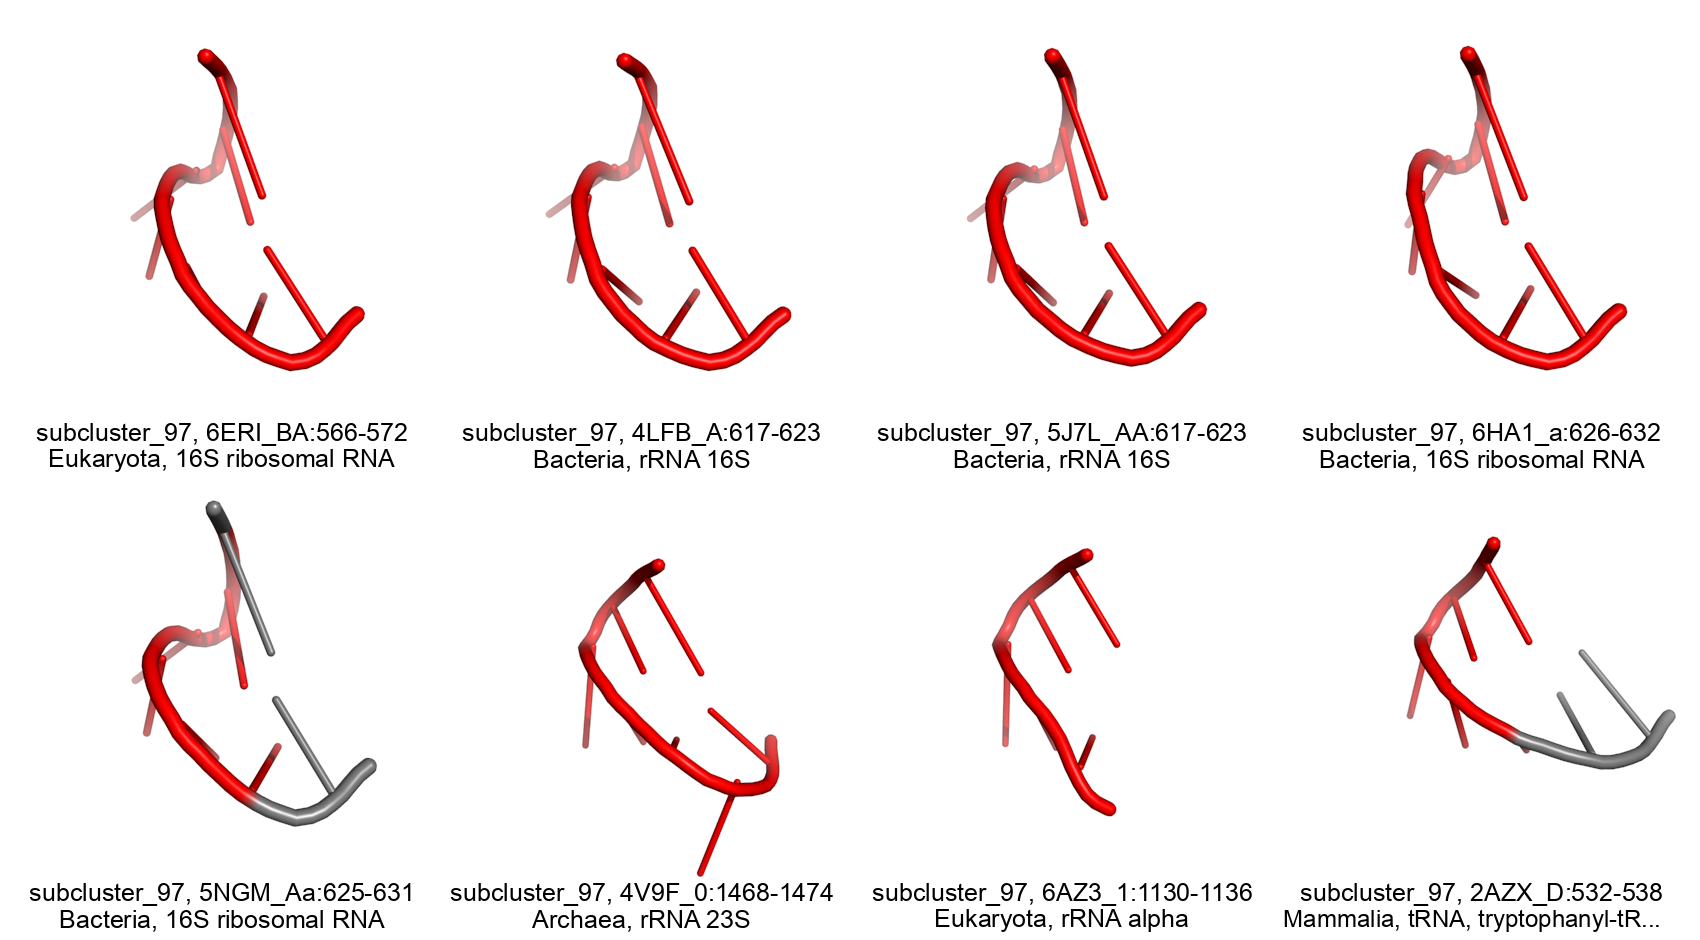 subcluster_97, 6ERI_BA:566-572
Eukaryota, 16S ribosomal RNA
subcluster_97, 4LFB_A:617-623
Bacteria, rRNA 16S
subcluster_97, 5J7L_AA:617-623
Bacteria, rRNA 16S
subcluster_97, 6HA1_a:626-632
Bacteria, 16S ribosomal RNA
subcluster_97, 5NGM_Aa:625-631
Bacteria, 16S ribosomal RNA
subcluster_97, 4V9F_0:1468-1474
Archaea, rRNA 23S
subcluster_97, 6AZ3_1:1130-1136
Eukaryota, rRNA alpha
subcluster_97, 2AZX_D:532-538
Mammalia, tRNA, tryptophanyl-tR...